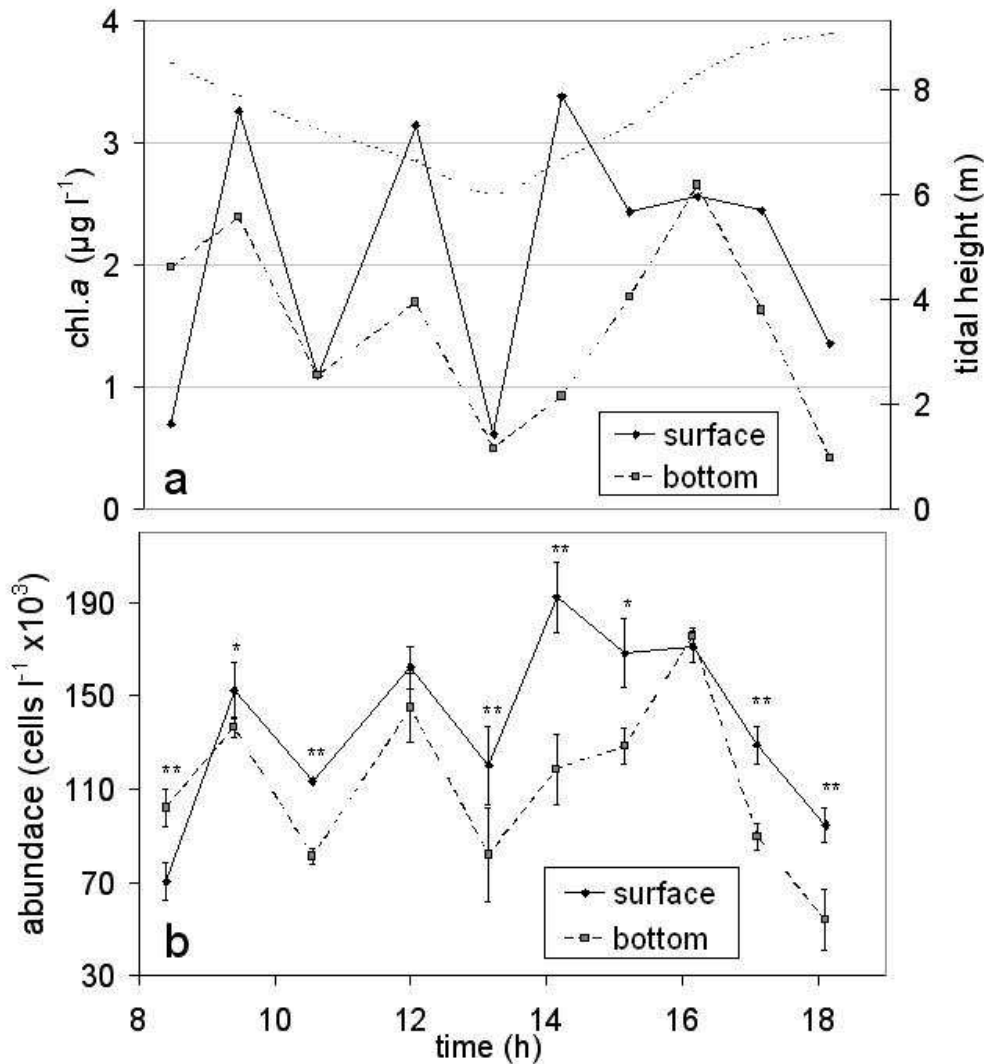 4
3
2
1
0
chl.a (µg l⁻¹)
8
6
4
2
0
tidal height (m)
a
surface
bottom
190
150
110
70
30
abundace (cells l⁻¹ x10³)
**
*
**
**
**
*
**
**
b
surface
bottom
8 10 12 14 16 18
time (h)